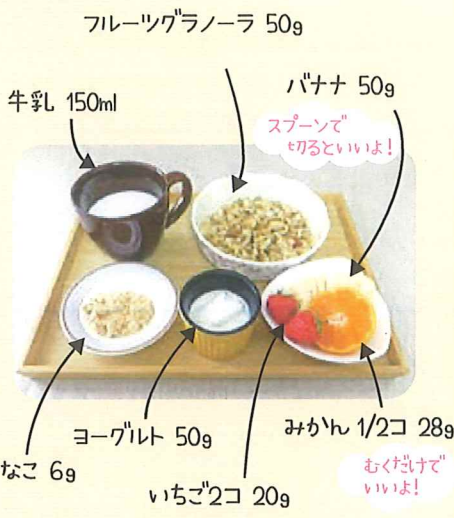 フルーツグラノーラ 50g
バナナ 50g
牛乳 150ml
スプーンで
切るといいよ!
ヨーグルト 50g
みかん 1/2コ 28g
なこ 6g
むくだけで
いいよ!
いちご2コ 20g